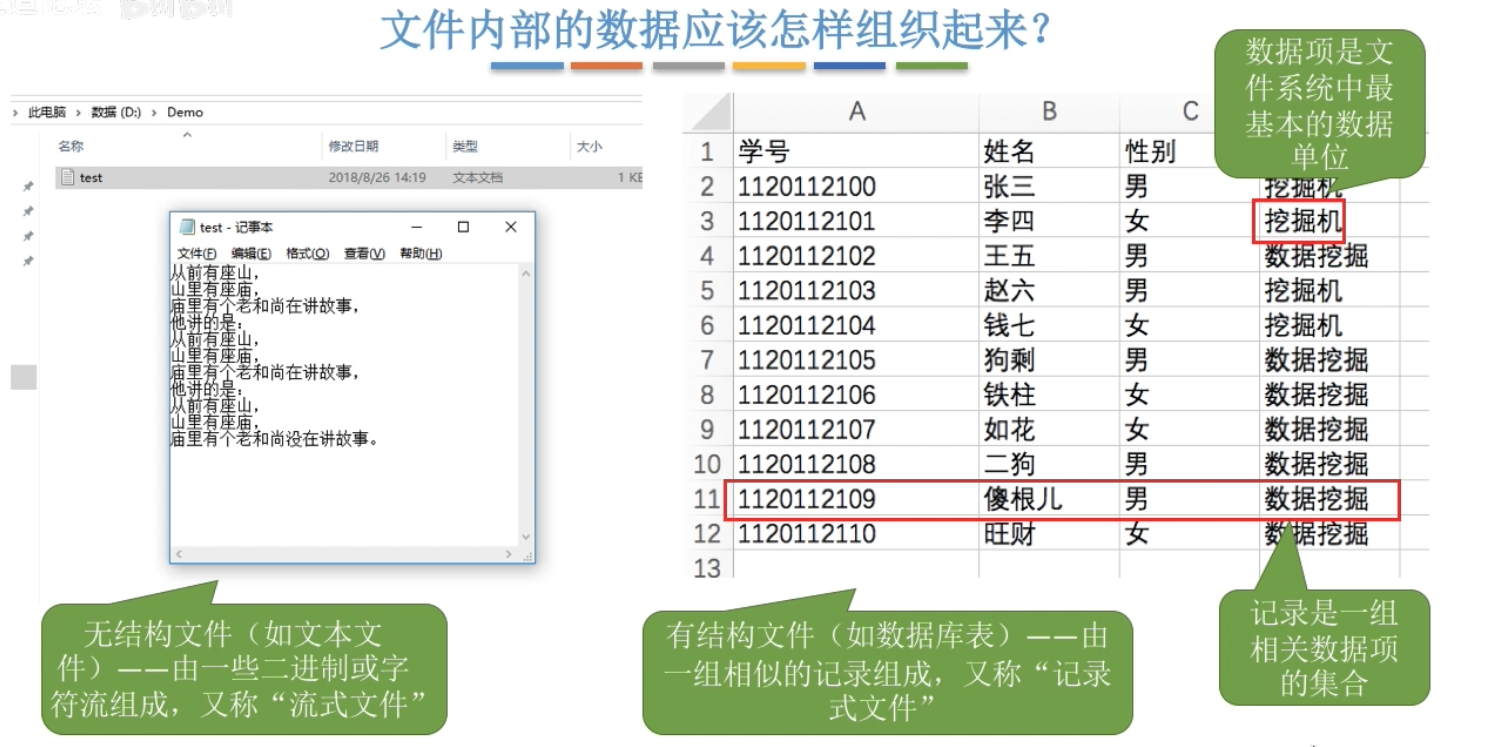 文件内部的数据应该怎样组织起来？
此电脑 > 数据 (D:) > Demo
名称 修改日期 类型 大小
test 2018/8/26 14:19 文本文档 1 KB
test - 记事本
文件(F) 编辑(E) 格式(O) 查看(V) 帮助(H)
从前有座山，
山里有座庙，
庙里有个老和尚在讲故事，
他讲的是：
从前有座山，
山里有座庙，
庙里有个老和尚在讲故事，
他讲的是：
从前有座山，
山里有座庙，
庙里有个老和尚没在讲故事。
无结构文件（如文本文
件）——由一些二进制或字
符流组成，又称“流式文件”
A B C
1 学号 姓名 性别
2 1120112100 张三 男 挖掘机
3 1120112101 李四 女 挖掘机
4 1120112102 王五 男 数据挖掘
5 1120112103 赵六 男 挖掘机
6 1120112104 钱七 女 挖掘机
7 1120112105 狗剩 男 数据挖掘
8 1120112106 铁柱 女 数据挖掘
9 1120112107 如花 女 数据挖掘
10 1120112108 二狗 男 数据挖掘
11 1120112109 傻根儿 男 数据挖掘
12 1120112110 旺财 女 数据挖掘
13
数据项是文
件系统中最
基本的数据
单位
有结构文件（如数据库表）——由
一组相似的记录组成，又称“记录
式文件”
记录是一组
相关数据项
的集合